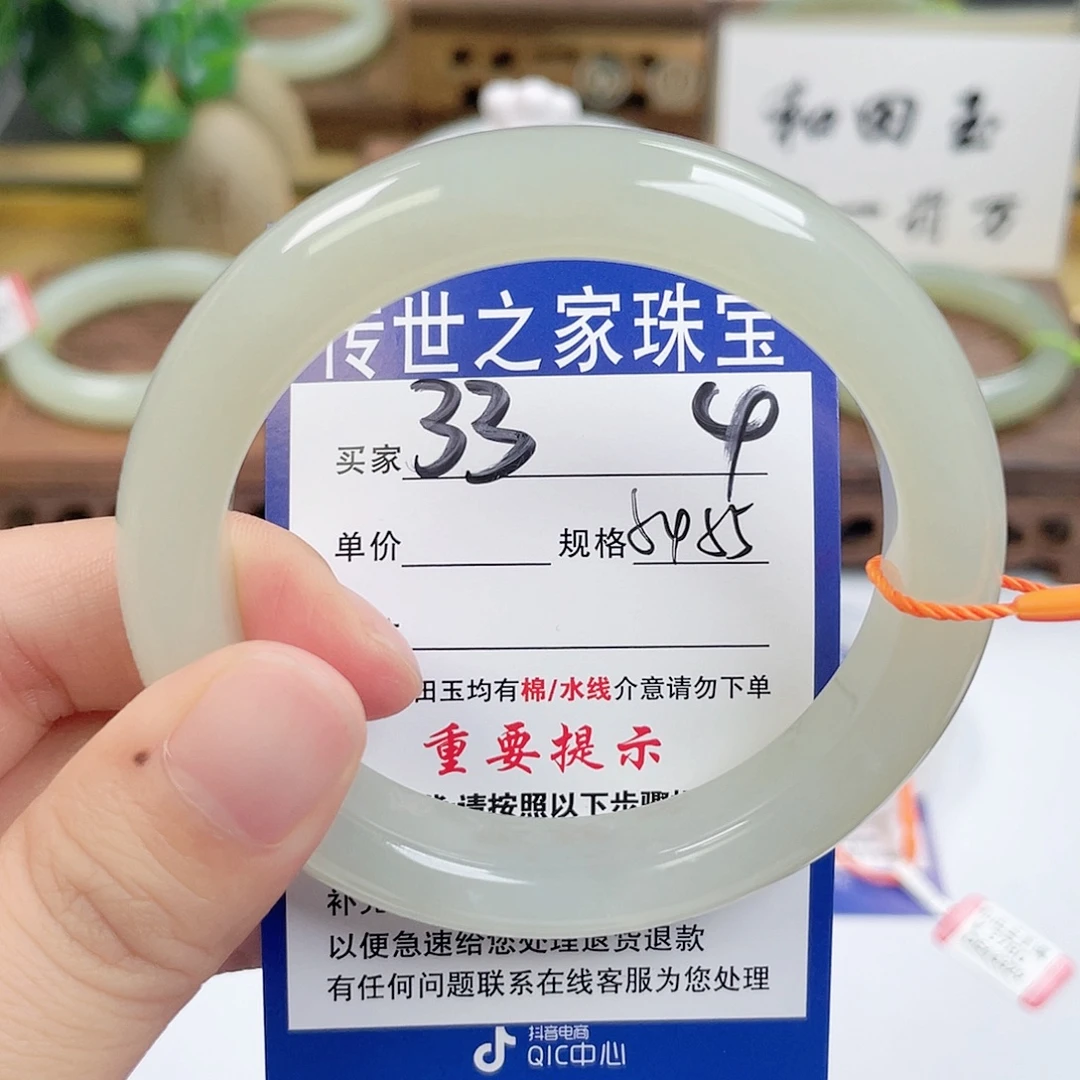 和田玉
传世之家珠宝
买家 33 4
单价 规格
田玉均有棉/水线介意请勿下单
重要提示
请按照以下步骤
补
以便急速给您处理退货退款
有任何问题联系在线客服为您处理
抖音电商
QIC中心